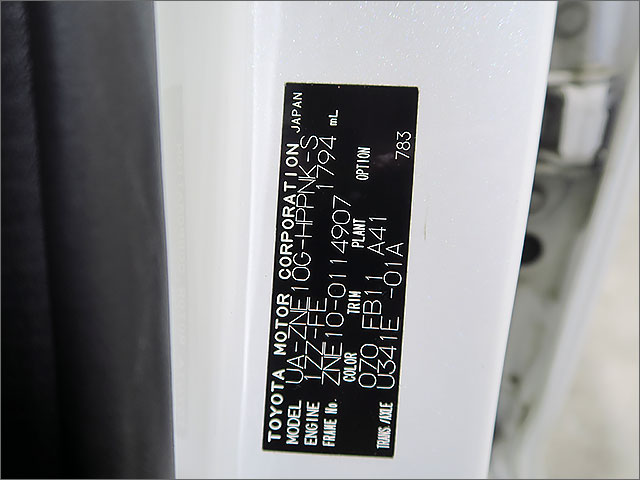 TOYOTA MOTOR CORPORATION JAPAN
MODEL UA-ZNE10G-HPPNK-S
ENGINE 1ZZ-FE 1794 mL
FRAME No. ZNE10-0114907
COLOR TRIM PLANT OPTION
070 FB11 A41 783
TRANS/AXLE U341E -01A